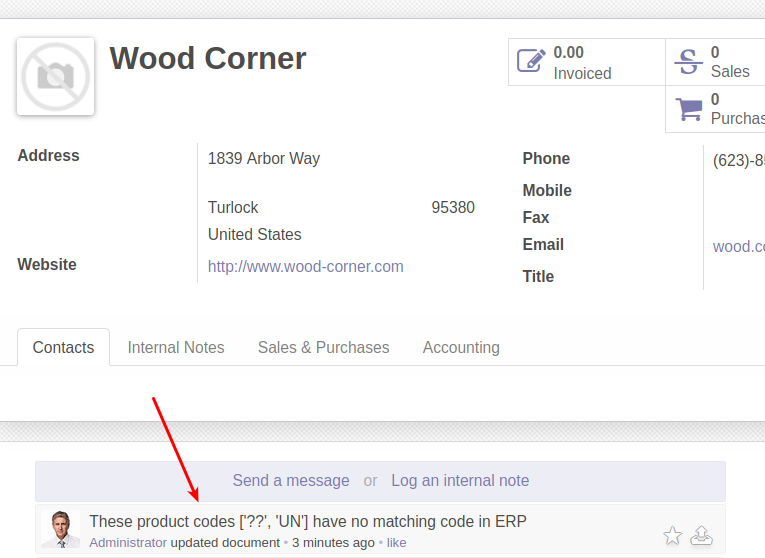 Wood Corner
0.00
Invoiced
0
Sales
0
Purchas
Address
1839 Arbor Way
Turlock 95380
United States
Website
http://www.wood-corner.com
Phone
(623)-8
Mobile
Fax
Email
wood.co
Title
Contacts Internal Notes Sales & Purchases Accounting
Send a message or Log an internal note
These product codes ['??', 'UN'] have no matching code in ERP
Administrator updated document • 3 minutes ago • like